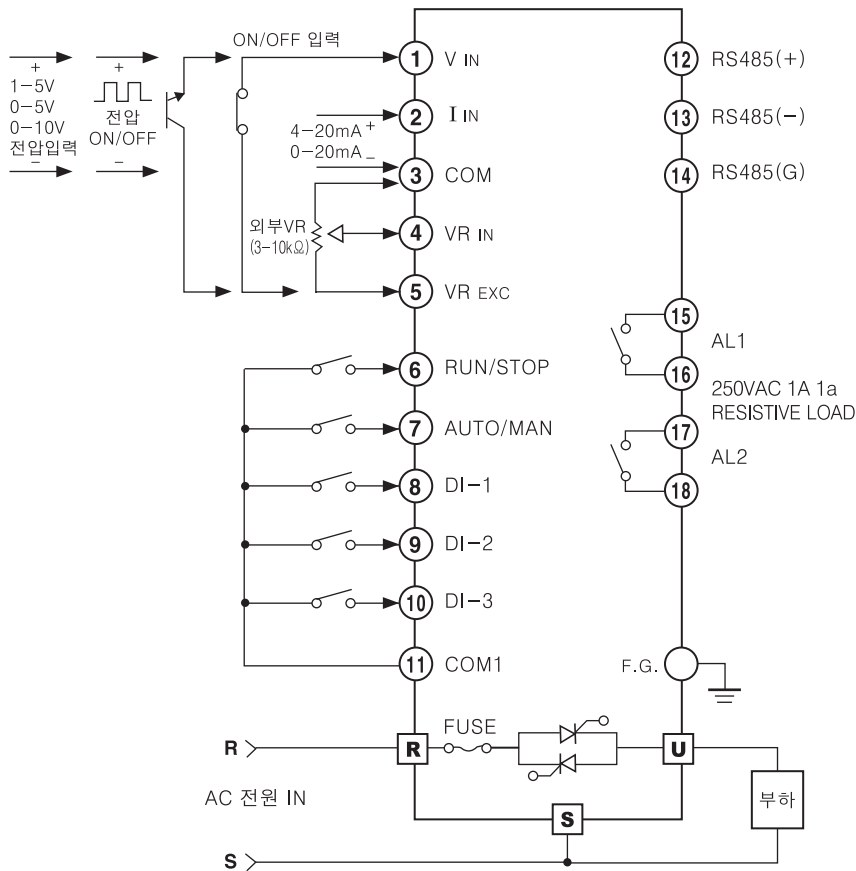 ON/OFF 입력
+
1-5V
0-5V
0-10V
전압입력
-
+
전압
ON/OFF
-
1 V IN
2 I IN
4-20mA +
0-20mA -
3 COM
외부VR
(3-10kΩ)
4 VR IN
5 VR EXC
6 RUN/STOP
7 AUTO/MAN
8 DI-1
9 DI-2
10 DI-3
11 COM1
12 RS485(+)
13 RS485(-)
14 RS485(G)
15
AL1
16
250VAC 1A 1a
RESISTIVE LOAD
17
AL2
18
F.G.
R
R
FUSE
U
AC 전원 IN
부하
S
S